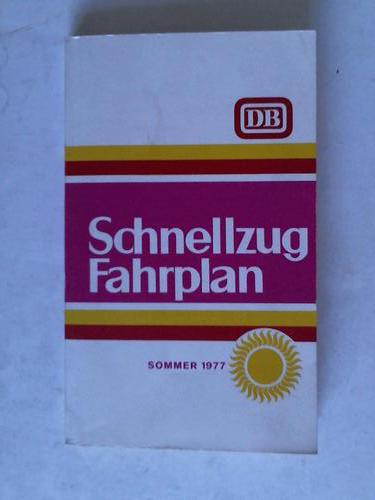 DB
Schnellzug
Fahrplan
SOMMER 1977